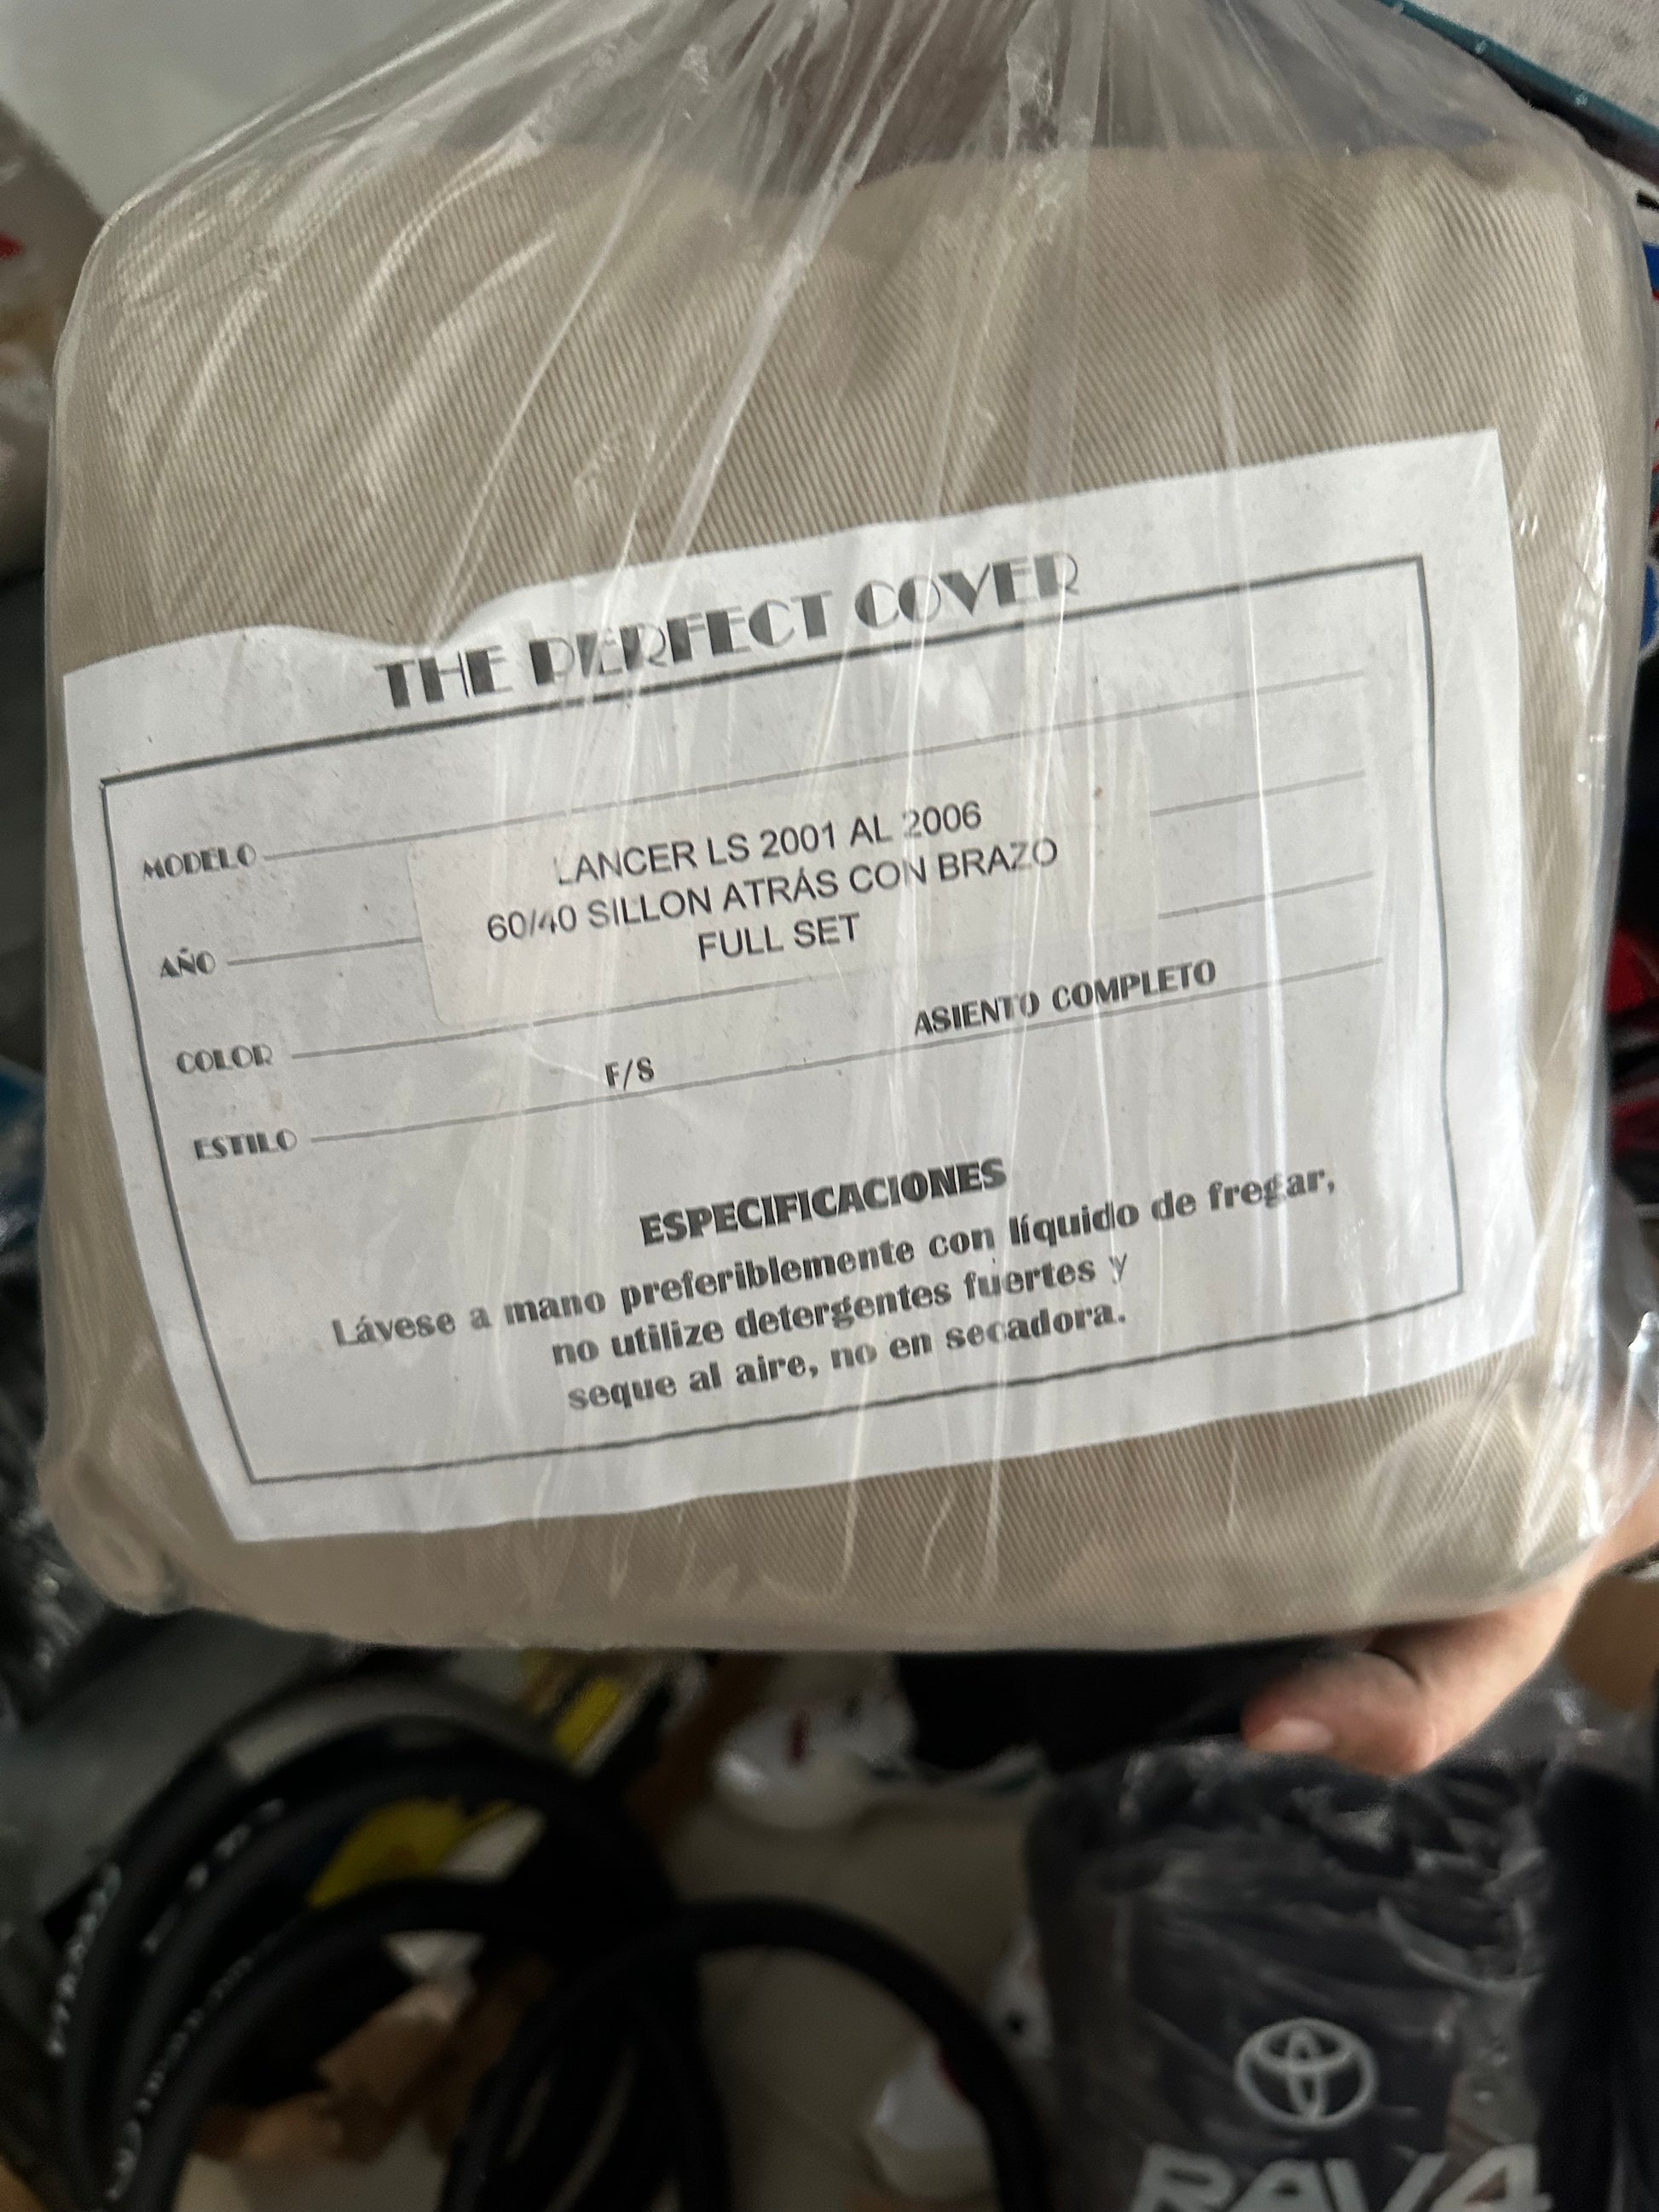 THE PERFECT COVER
MODELO
LANCER LS 2001 AL 2006
60/40 SILLON ATRÁS CON BRAZO
FULL SET
AÑO
COLOR
F/S ASIENTO COMPLETO
ESTILO
ESPECIFICACIONES
Lávese a mano preferiblemente con líquido de fregar,
no utilize detergentes fuertes y
seque al aire, no en secadora.
RAV4